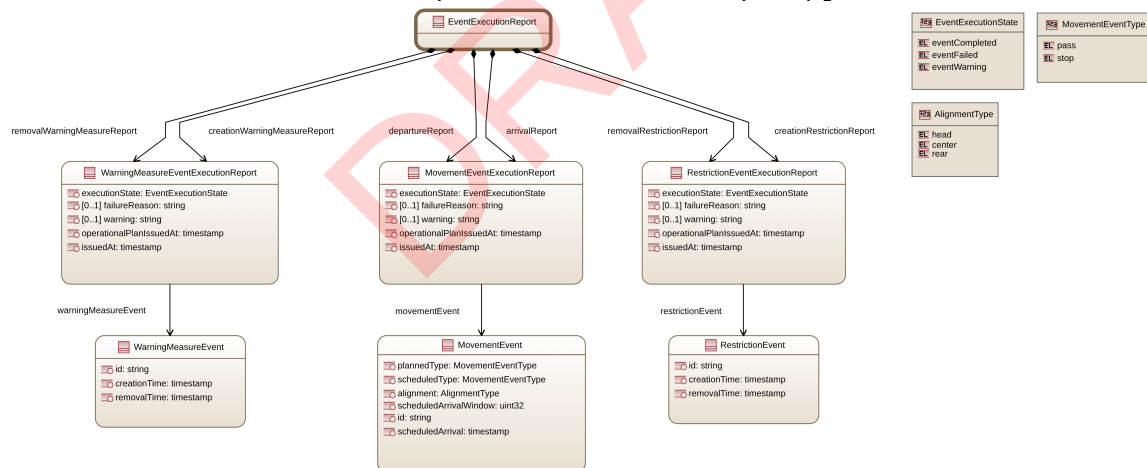 EventExecutionReport
EventExecutionState
eventCompleted
eventFailed
eventWarning
MovementEventType
pass
stop
AlignmentType
head
center
rear
removalWarningMeasureReport
creationWarningMeasureReport
departureReport
arrivalReport
removalRestrictionReport
creationRestrictionReport
WarningMeasureEventExecutionReport
executionState: EventExecutionState
[0..1] failureReason: string
[0..1] warning: string
operationalPlanIssuedAt: timestamp
issuedAt: timestamp
MovementEventExecutionReport
executionState: EventExecutionState
[0..1] failureReason: string
[0..1] warning: string
operationalPlanIssuedAt: timestamp
issuedAt: timestamp
RestrictionEventExecutionReport
executionState: EventExecutionState
[0..1] failureReason: string
[0..1] warning: string
operationalPlanIssuedAt: timestamp
issuedAt: timestamp
warningMeasureEvent
movementEvent
restrictionEvent
WarningMeasureEvent
id: string
creationTime: timestamp
removalTime: timestamp
MovementEvent
plannedType: MovementEventType
scheduledType: MovementEventType
alignment: AlignmentType
scheduledArrivalWindow: uint32
id: string
scheduledArrival: timestamp
RestrictionEvent
id: string
creationTime: timestamp
removalTime: timestamp
DRA